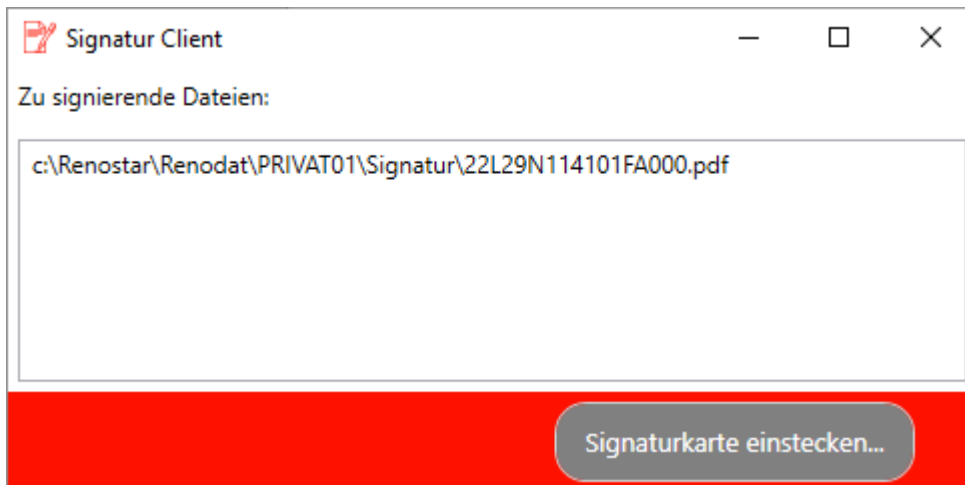 Signatur Client
Zu signierende Dateien:
c:\Renostar\Renodat\PRIVAT01\Signatur\22L29N114101FA000.pdf
Signaturkarte einstecken...